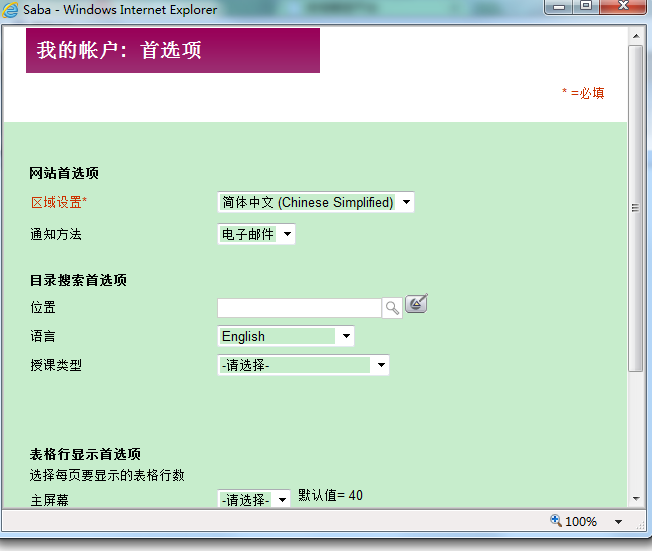 Saba - Windows Internet Explorer
我的帐户：首选项
* =必填
网站首选项
区域设置*
简体中文 (Chinese Simplified)
通知方法
电子邮件
目录搜索首选项
位置
语言
English
授课类型
-请选择-
表格行显示首选项
选择每页要显示的表格行数
主屏幕
-请选择-
默认值= 40
100%